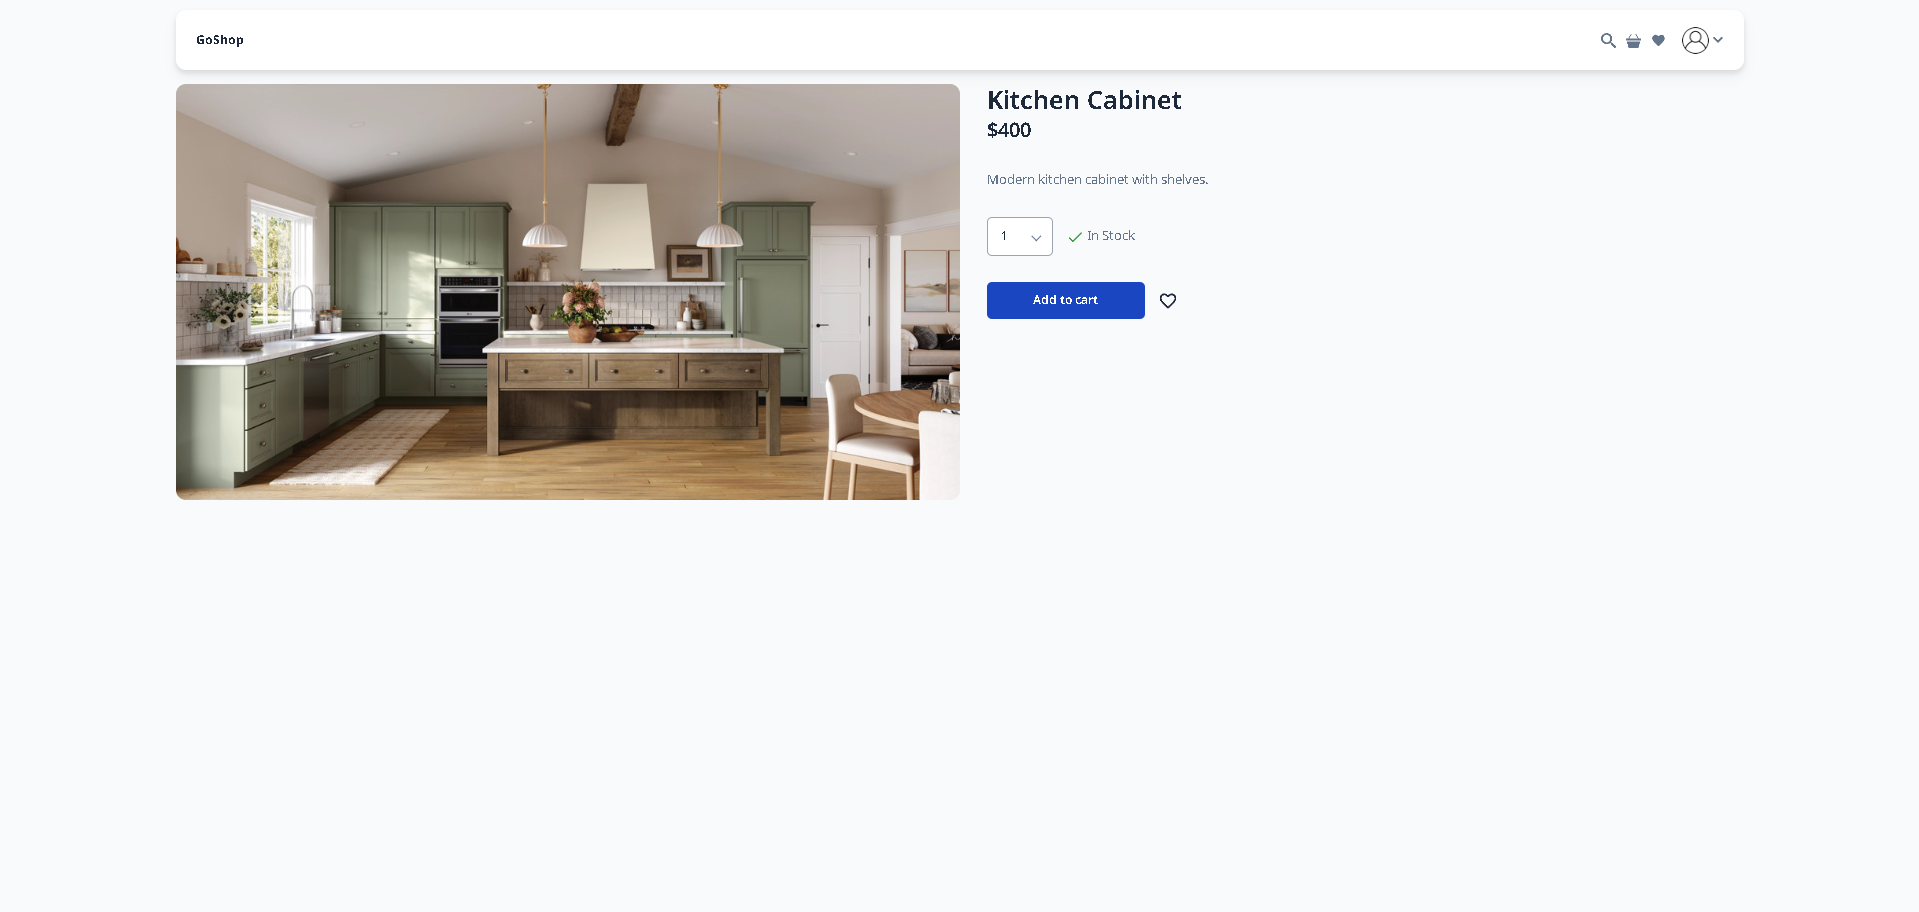 GoShop
Kitchen Cabinet
$400
Modern kitchen cabinet with shelves.
1
In Stock
Add to cart